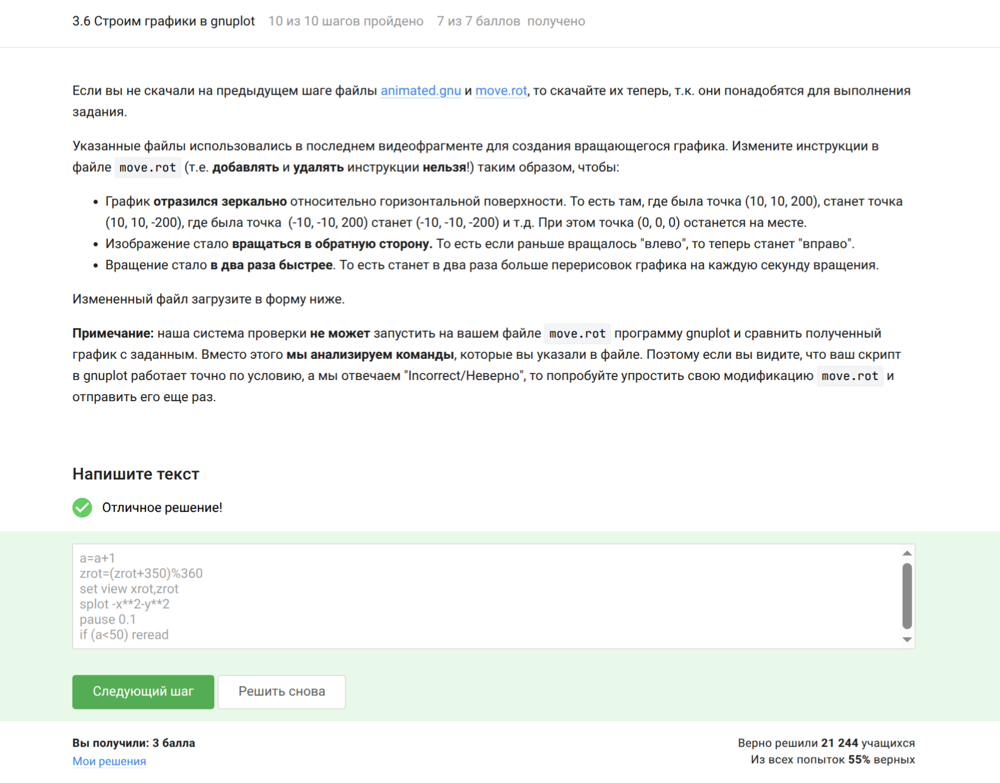 3.6 Строим графики в gnuplot 10 из 10 шагов пройдено 7 из 7 баллов получено
Если вы не скачали на предыдущем шаге файлы animated.gnu и move.rot, то скачайте их теперь, т.к. они понадобятся для выполнения
задания.
Указанные файлы использовались в последнем видеофрагменте для создания вращающегося графика. Измените инструкции в
файле move.rot (т.е. добавлять и удалять инструкции нельзя!) таким образом, чтобы:
• График отразился зеркально относительно горизонтальной поверхности. То есть там, где была точка (10, 10, 200), станет точка
(10, 10, -200), где была точка (-10, -10, 200) станет (-10, -10, -200) и т.д. При этом точка (0, 0, 0) останется на месте.
• Изображение стало вращаться в обратную сторону. То есть если раньше вращалось "влево", то теперь станет "вправо".
• Вращение стало в два раза быстрее. То есть станет в два раза больше перерисовок графика на каждую секунду вращения.
Измененный файл загрузите в форму ниже.
Примечание: наша система проверки не может запустить на вашем файле move.rot программу gnuplot и сравнить полученный
график с заданным. Вместо этого мы анализируем команды, которые вы указали в файле. Поэтому если вы видите, что ваш скрипт
в gnuplot работает точно по условию, а мы отвечаем "Incorrect/Неверно", то попробуйте упростить свою модификацию move.rot и
отправить его еще раз.
Напишите текст
Отличное решение!
a=a+1
zrot=(zrot+350)%360
set view xrot,zrot
splot -x**2-y**2
pause 0.1
if (a<50) reread
Следующий шаг Решить снова
Вы получили: 3 балла
Мои решения
Верно решили 21 244 учащихся
Из всех попыток 55% верных